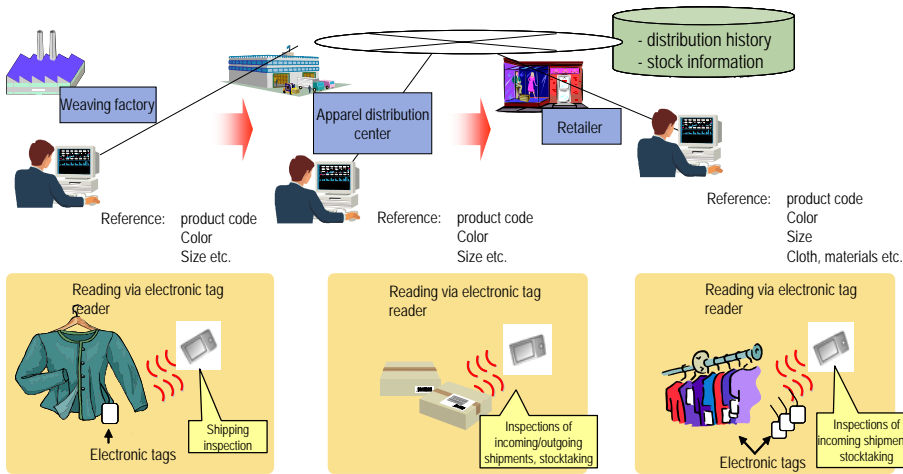 - distribution history
- stock information
Weaving factory
Apparel distribution
center
Retailer
Reference: product code
Color
Size etc.
Reference: product code
Color
Size etc.
Reference: product code
Color
Size
Cloth, materials etc.
Reading via electronic tag
reader
Shipping
inspection
Electronic tags
Reading via electronic tag
reader
Inspections of
incoming/outgoing
shipments, stocktaking
Reading via electronic tag
reader
Inspections of
incoming shipmen
stocktaking
Electronic tags